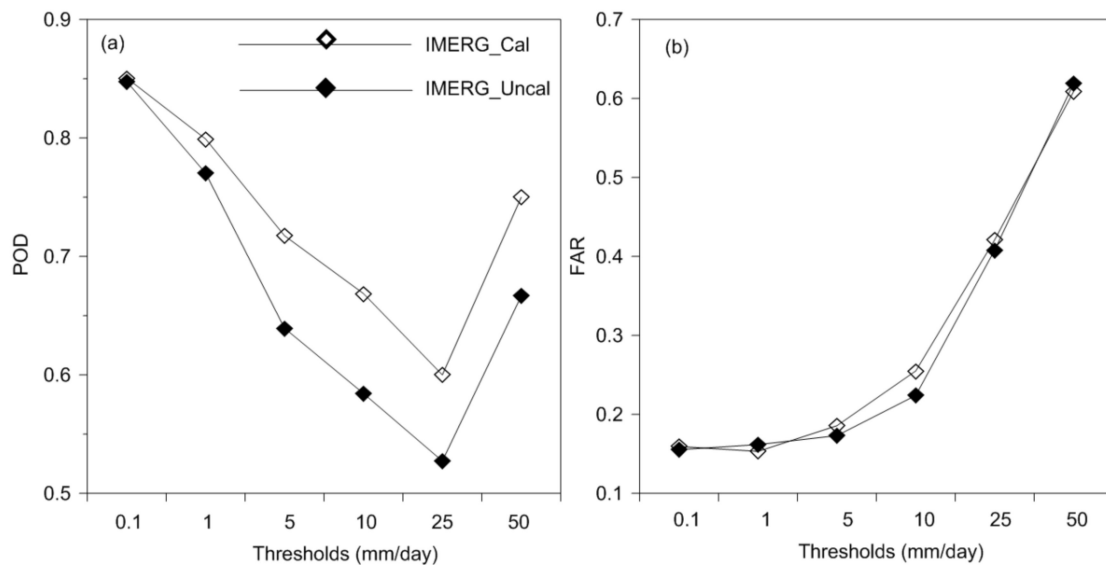 (a)
IMERG_Cal
IMERG_Uncal
0.9
0.8
0.7
0.6
0.5
POD
0.1 1 5 10 25 50
Thresholds (mm/day)
(b)
0.7
0.6
0.5
0.4
0.3
0.2
0.1
FAR
0.1 1 5 10 25 50
Thresholds (mm/day)